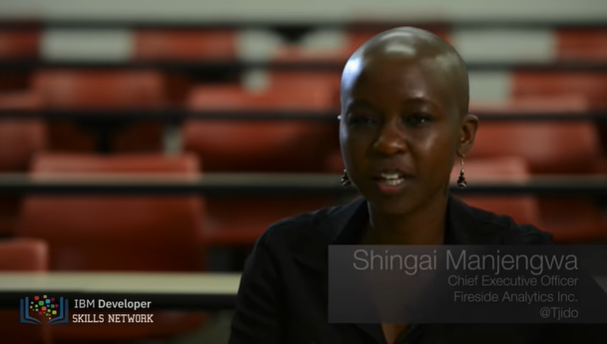 Shingai Manjengwa
Chief Executive Officer
Fireside Analytics Inc.
@Tjido
IBM Developer
SKILLS NETWORK